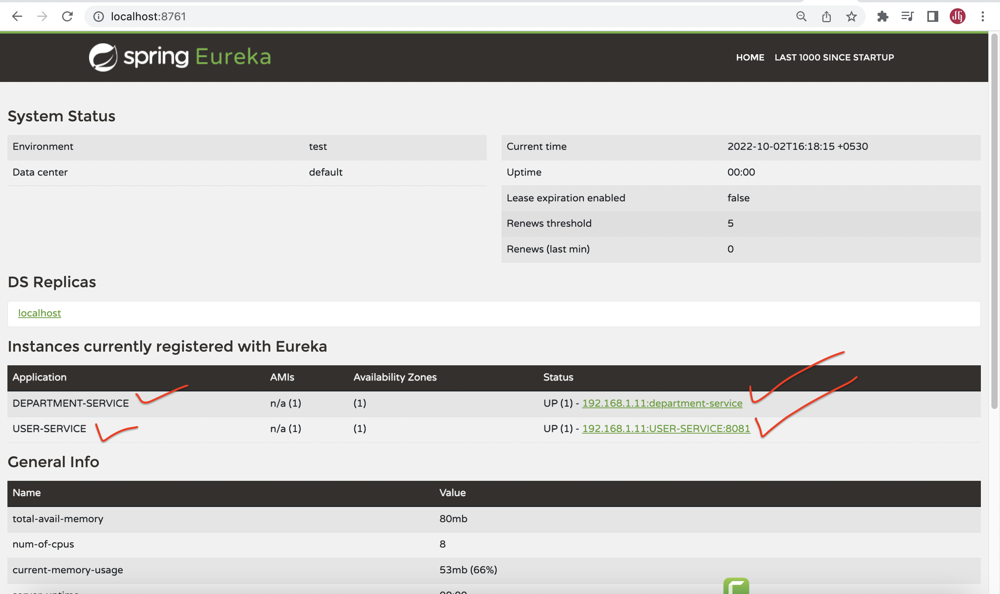 localhost:8761
spring Eureka
HOME LAST 1000 SINCE STARTUP
System Status
Environment test
Data center default
Current time 2022-10-02T16:18:15 +0530
Uptime 00:00
Lease expiration enabled false
Renews threshold 5
Renews (last min) 0
DS Replicas
localhost
Instances currently registered with Eureka
Application AMIs Availability Zones Status
DEPARTMENT-SERVICE n/a (1) (1) UP (1) - 192.168.1.11:department-service
USER-SERVICE n/a (1) (1) UP (1) - 192.168.1.11:USER-SERVICE:8081
General Info
Name Value
total-avail-memory 80mb
num-of-cpus 8
current-memory-usage 53mb (66%)
server-uptime 00:00